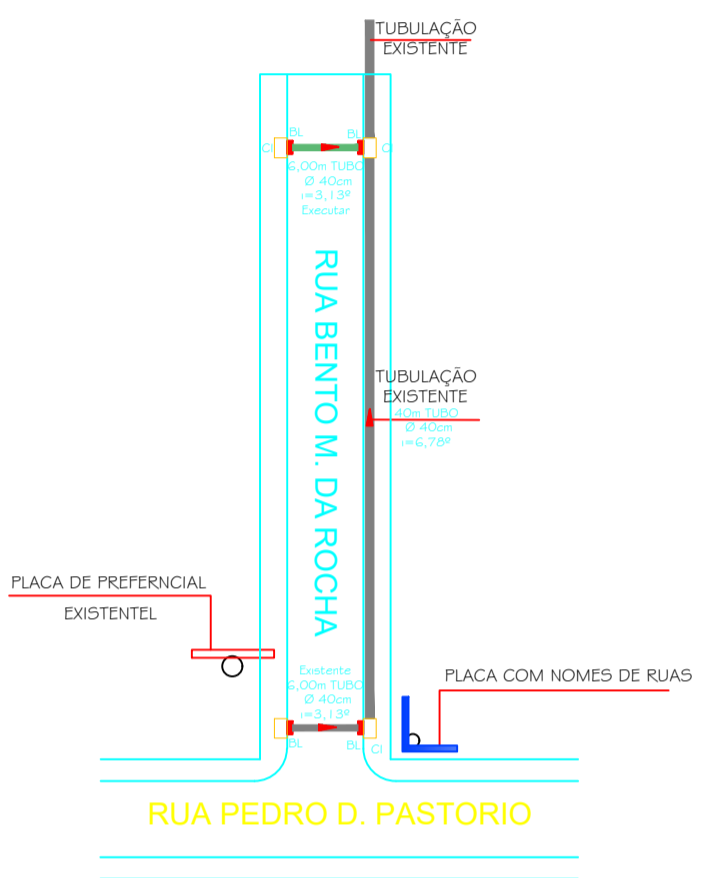 TUBULAÇÃO
EXISTENTE
BL
BL
CI
CI
6,00m TUBO
Ø 40cm
i=3,13º
Executar
RUA BENTO M. DA ROCHA
TUBULAÇÃO
EXISTENTE
40m TUBO
Ø 40cm
i=6,78º
PLACA DE PREFERNCIAL
EXISTENTEL
PLACA COM NOMES DE RUAS
Existente
6,00m TUBO
Ø 40cm
i=3,13º
BL
BL
CI
RUA PEDRO D. PASTORIO